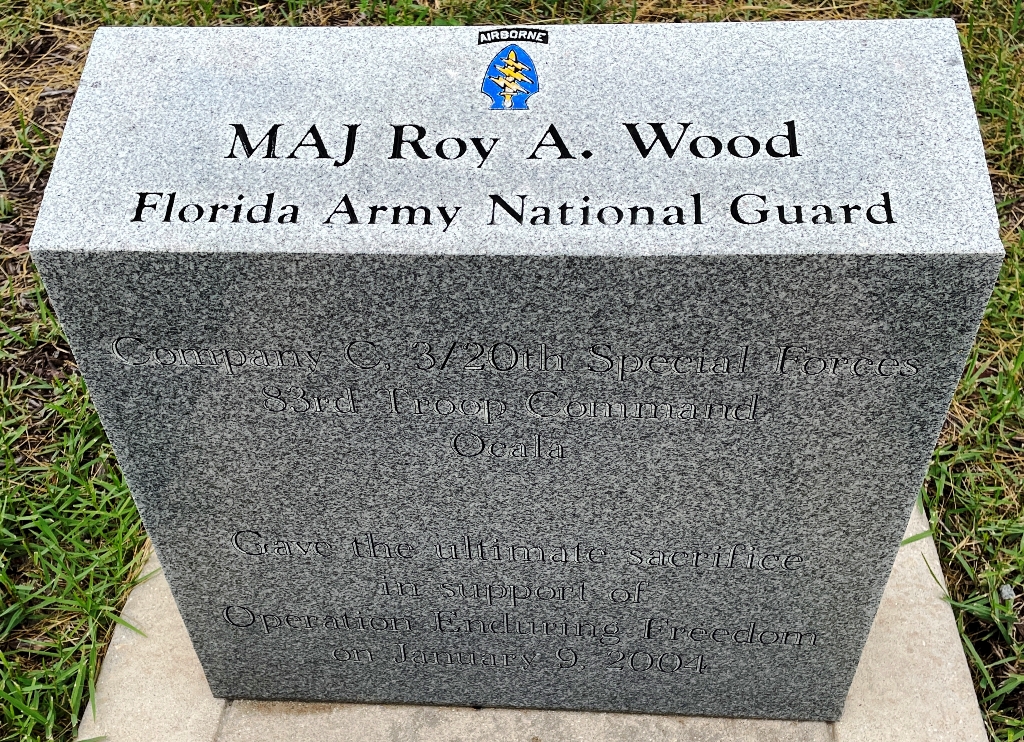 AIRBORNE
MAJ Roy A. Wood
Florida Army National Guard
Company C, 3/20th Special Forces
83rd Troop Command
Ocala
Gave the ultimate sacrifice
in support of
Operation Enduring Freedom
on January 9, 2004